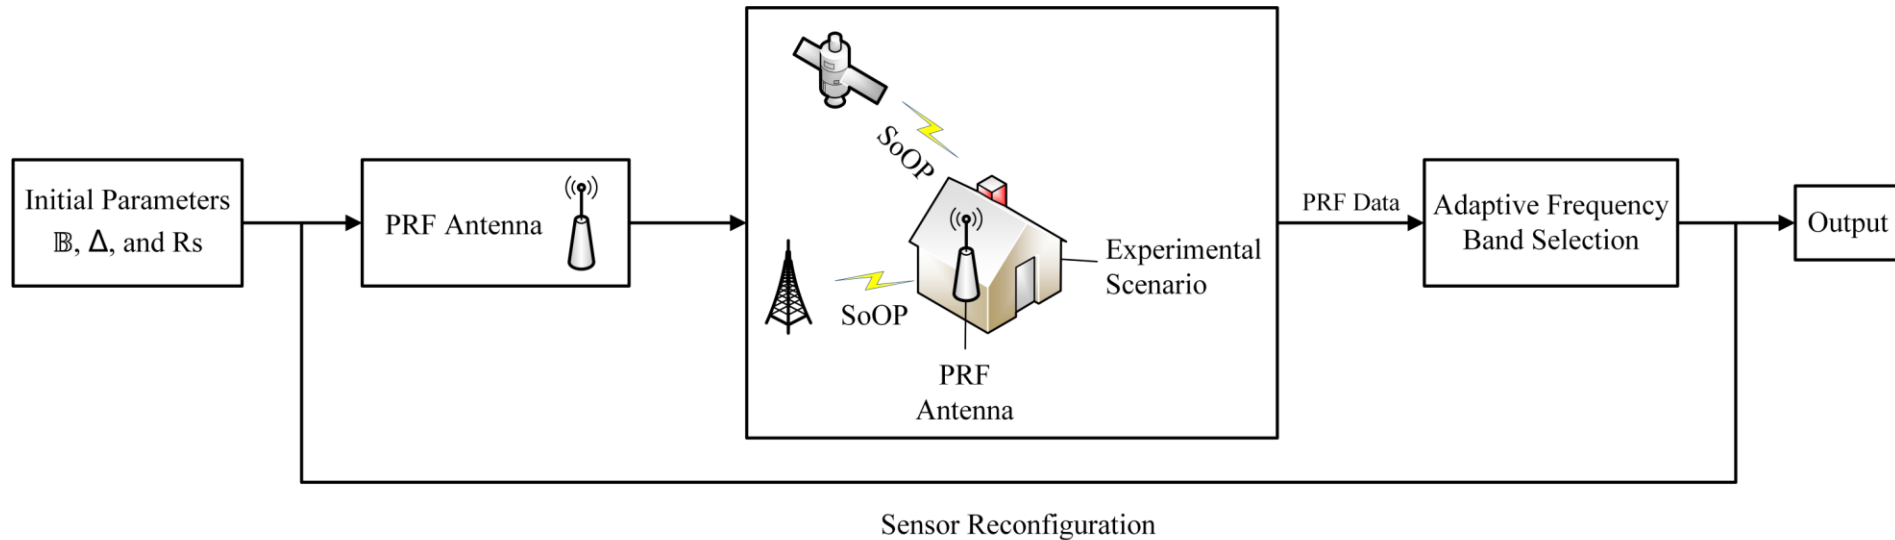 Initial Parameters
𝔹, Δ, and Rs
PRF Antenna
SoOP
SoOP
Experimental
Scenario
PRF
Antenna
PRF Data
Adaptive Frequency
Band Selection
Output
Sensor Reconfiguration